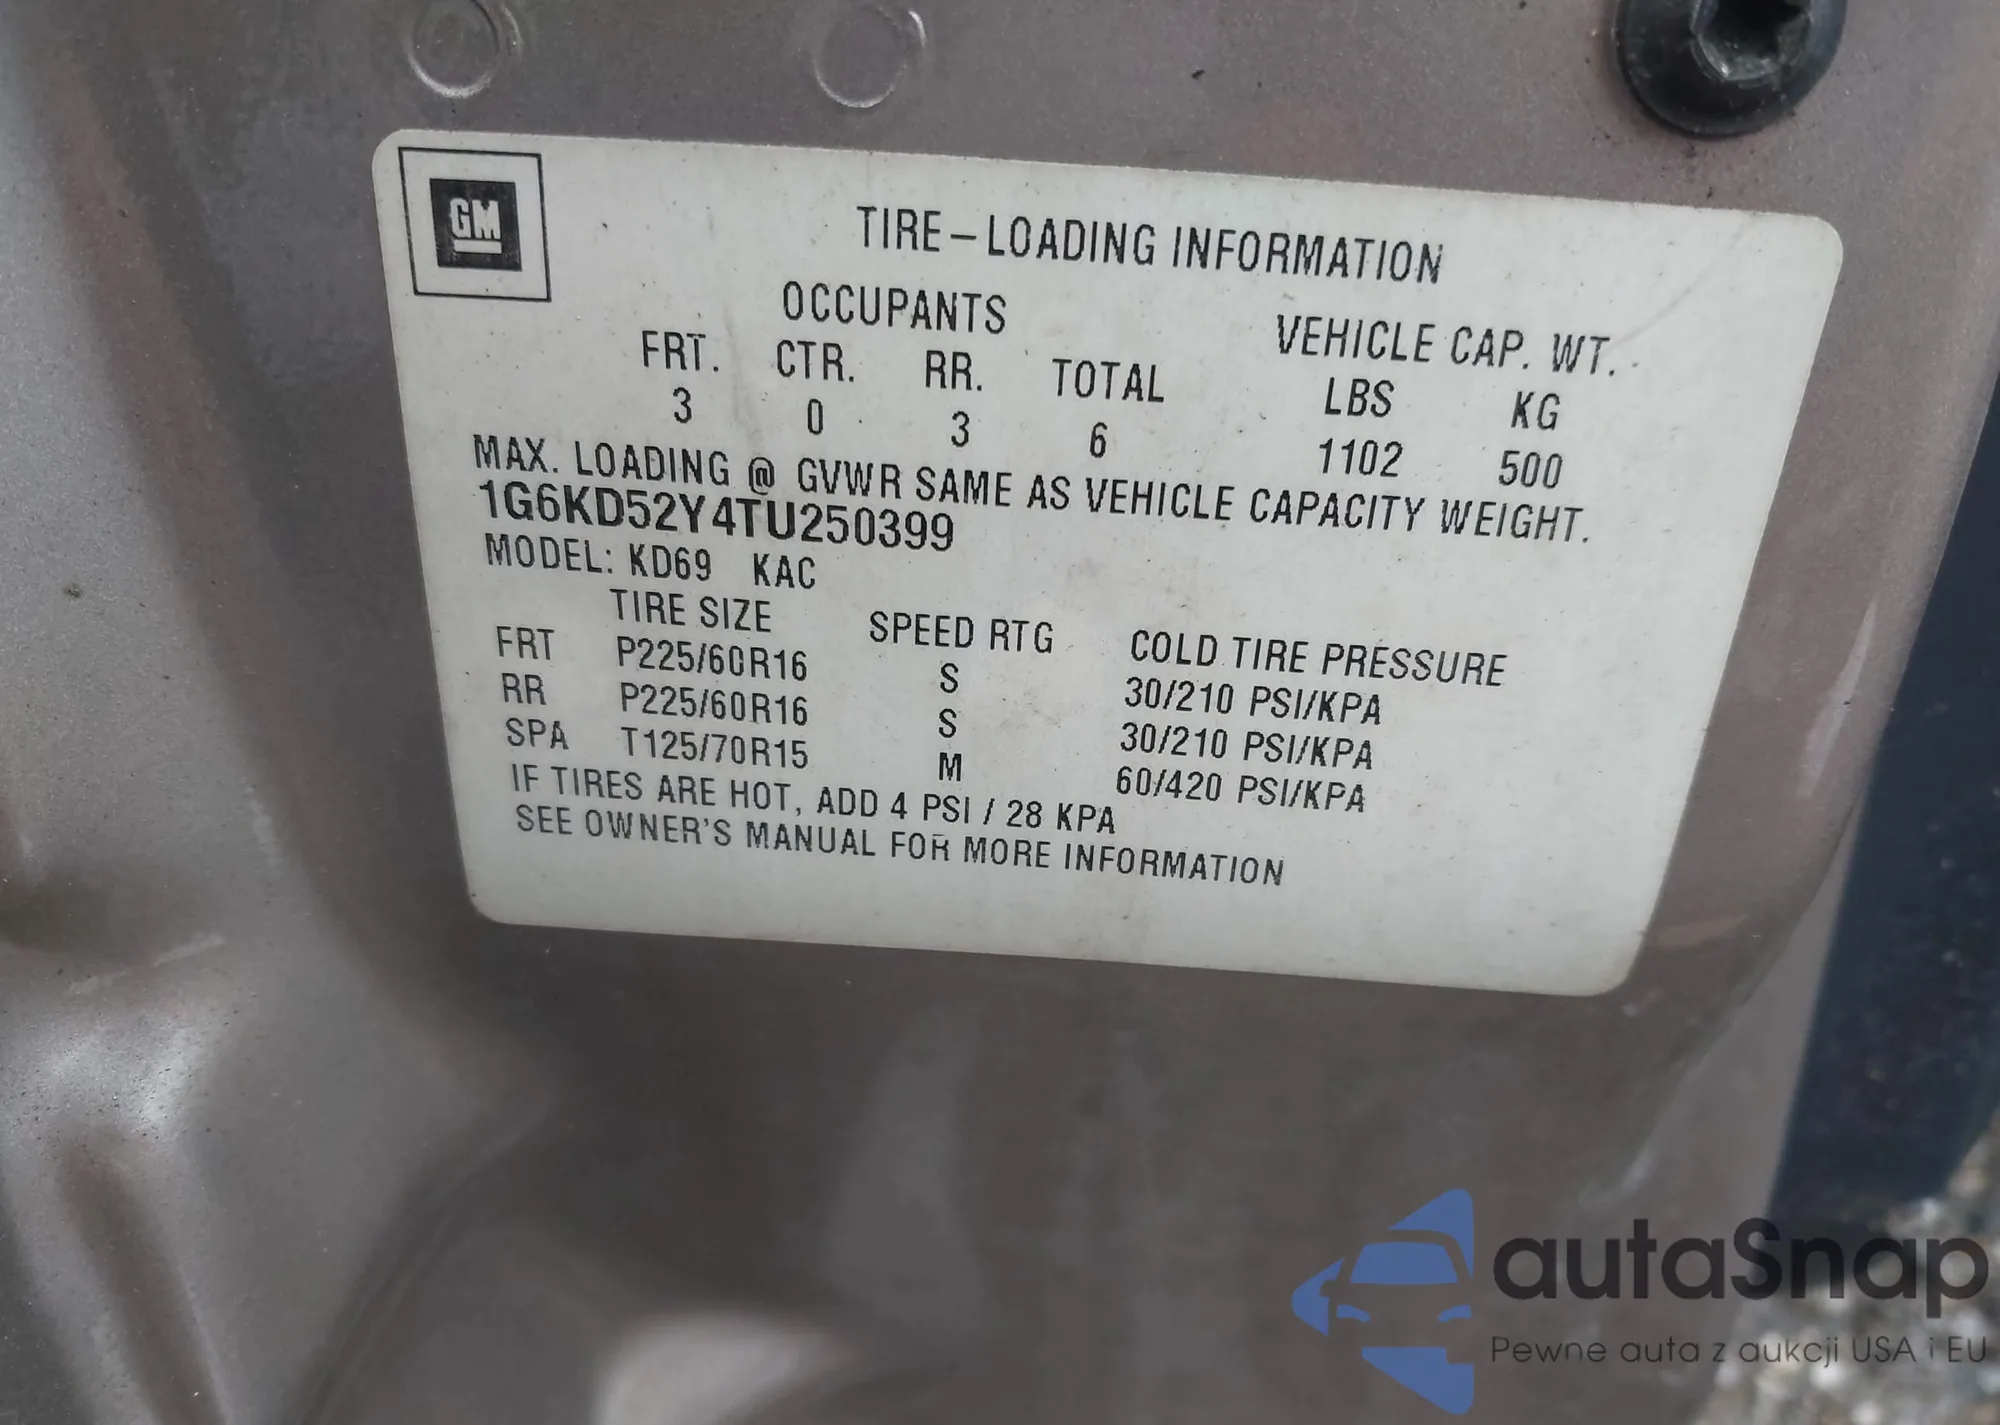 GM
TIRE–LOADING INFORMATION
OCCUPANTS VEHICLE CAP. WT.
FRT. CTR. RR. TOTAL LBS KG
3 0 3 6 1102 500
MAX. LOADING @ GVWR SAME AS VEHICLE CAPACITY WEIGHT.
1G6KD52Y4TU250399
MODEL: KD69 KAC
TIRE SIZE SPEED RTG COLD TIRE PRESSURE
FRT P225/60R16 S 30/210 PSI/KPA
RR P225/60R16 S 30/210 PSI/KPA
SPA T125/70R15 M 60/420 PSI/KPA
IF TIRES ARE HOT, ADD 4 PSI / 28 KPA
SEE OWNER'S MANUAL FOR MORE INFORMATION
autaSnap
Pewne auta z aukcji USA i EU